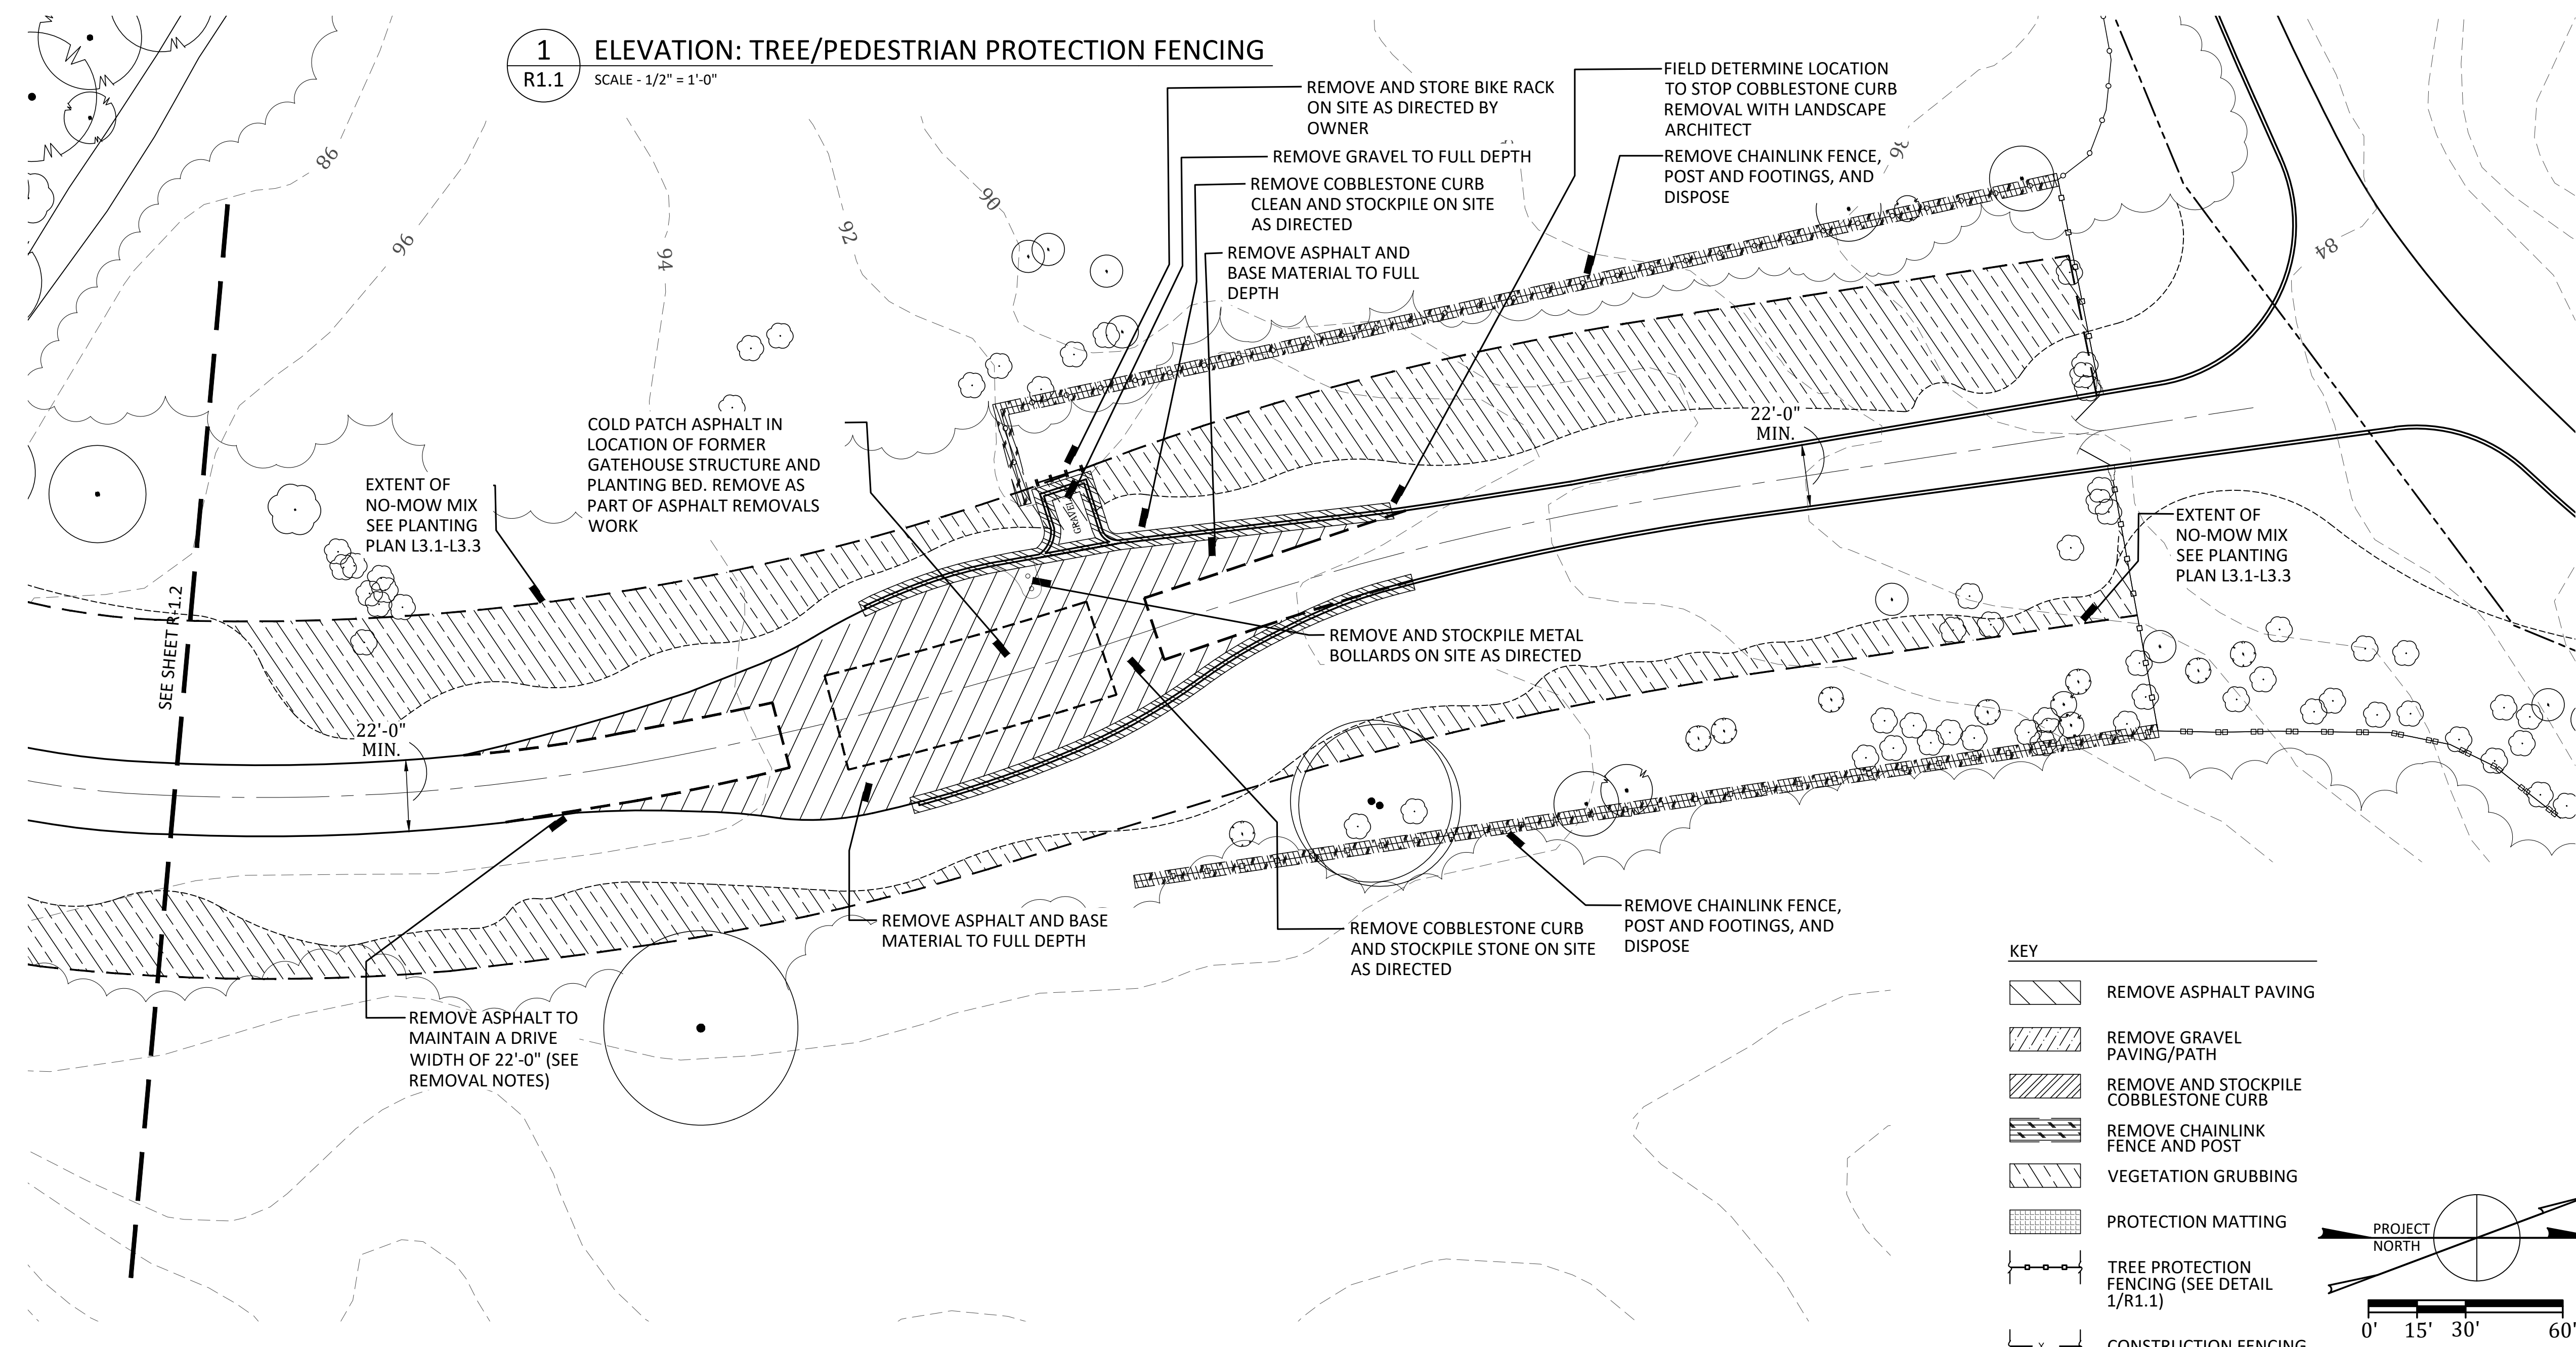 1
R1.1
ELEVATION: TREE/PEDESTRIAN PROTECTION FENCING
SCALE - 1/2" = 1'-0"
REMOVE AND STORE BIKE RACK
ON SITE AS DIRECTED BY
OWNER
REMOVE GRAVEL TO FULL DEPTH
REMOVE COBBLESTONE CURB
CLEAN AND STOCKPILE ON SITE
AS DIRECTED
REMOVE ASPHALT AND
BASE MATERIAL TO FULL
DEPTH
FIELD DETERMINE LOCATION
TO STOP COBBLESTONE CURB
REMOVAL WITH LANDSCAPE
ARCHITECT
REMOVE CHAINLINK FENCE,
POST AND FOOTINGS, AND
DISPOSE
98
96
94
92
90
84
COLD PATCH ASPHALT IN
LOCATION OF FORMER
GATEHOUSE STRUCTURE AND
PLANTING BED. REMOVE AS
PART OF ASPHALT REMOVALS
WORK
EXTENT OF
NO-MOW MIX
SEE PLANTING
PLAN L3.1-L3.3
GRAVEL
22'-0"
MIN.
EXTENT OF
NO-MOW MIX
SEE PLANTING
PLAN L3.1-L3.3
SEE SHEET R-1.2
REMOVE AND STOCKPILE METAL
BOLLARDS ON SITE AS DIRECTED
22'-0"
MIN.
REMOVE ASPHALT AND BASE
MATERIAL TO FULL DEPTH
REMOVE COBBLESTONE CURB
AND STOCKPILE STONE ON SITE
AS DIRECTED
REMOVE CHAINLINK FENCE,
POST AND FOOTINGS, AND
DISPOSE
REMOVE ASPHALT TO
MAINTAIN A DRIVE
WIDTH OF 22'-0" (SEE
REMOVAL NOTES)
KEY
REMOVE ASPHALT PAVING
REMOVE GRAVEL
PAVING/PATH
REMOVE AND STOCKPILE
COBBLESTONE CURB
REMOVE CHAINLINK
FENCE AND POST
VEGETATION GRUBBING
PROTECTION MATTING
TREE PROTECTION
FENCING (SEE DETAIL
1/R1.1)
CONSTRUCTION FENCING
PROJECT
NORTH
0' 15' 30' 60'